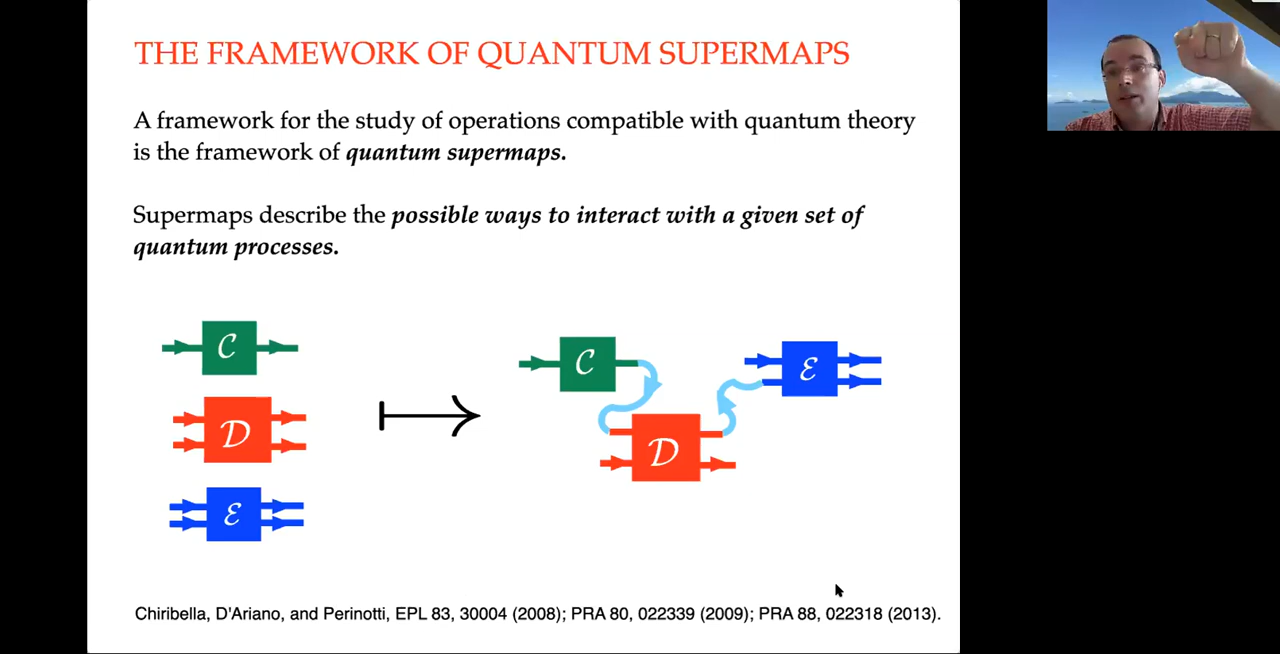 THE FRAMEWORK OF QUANTUM SUPERMAPS
A framework for the study of operations compatible with quantum theory
is the framework of quantum supermaps.
Supermaps describe the possible ways to interact with a given set of
quantum processes.
C
D
E
C
D
E
Chiribella, D'Ariano, and Perinotti, EPL 83, 30004 (2008); PRA 80, 022339 (2009); PRA 88, 022318 (2013).